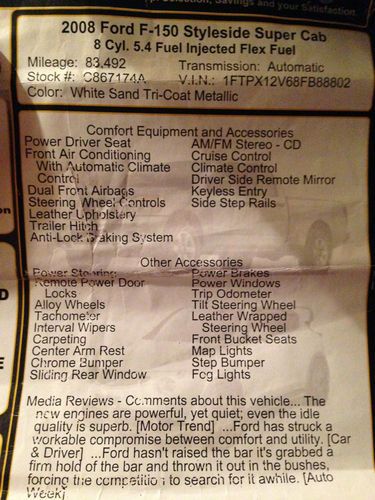 Selection, Savings and your Satisfaction
2008 Ford F-150 Styleside Super Cab
8 Cyl. 5.4 Fuel Injected Flex Fuel
Mileage: 83,492 Transmission: Automatic
Stock #: C867174A V.I.N.: 1FTPX12V68FB88802
Color: White Sand Tri-Coat Metallic
Comfort Equipment and Accessories
Power Driver Seat AM/FM Stereo - CD
Front Air Conditioning Cruise Control
With Automatic Climate Climate Control
Control Driver Side Remote Mirror
Dual Front Airbags Keyless Entry
Steering Wheel Controls Side Step Rails
Leather Upholstery
Trailer Hitch
Anti-Lock Braking System
Other Accessories
Power Steering Power Brakes
Remote Power Door Power Windows
Locks Trip Odometer
Alloy Wheels Tilt Steering Wheel
Tachometer Leather Wrapped
Interval Wipers Steering Wheel
Carpeting Front Bucket Seats
Center Arm Rest Map Lights
Chrome Bumper Step Bumper
Sliding Rear Window Fog Lights
Media Reviews - Comments about this vehicle... The
new engines are powerful, yet quiet; even the idle
quality is superb. [Motor Trend] ...Ford has struck a
workable compromise between comfort and utility. [Car
& Driver] ...Ford hasn't raised the bar it's grabbed a
firm hold of the bar and thrown it out in the bushes,
forcing the competition to search for it awhile. [Auto
Week]